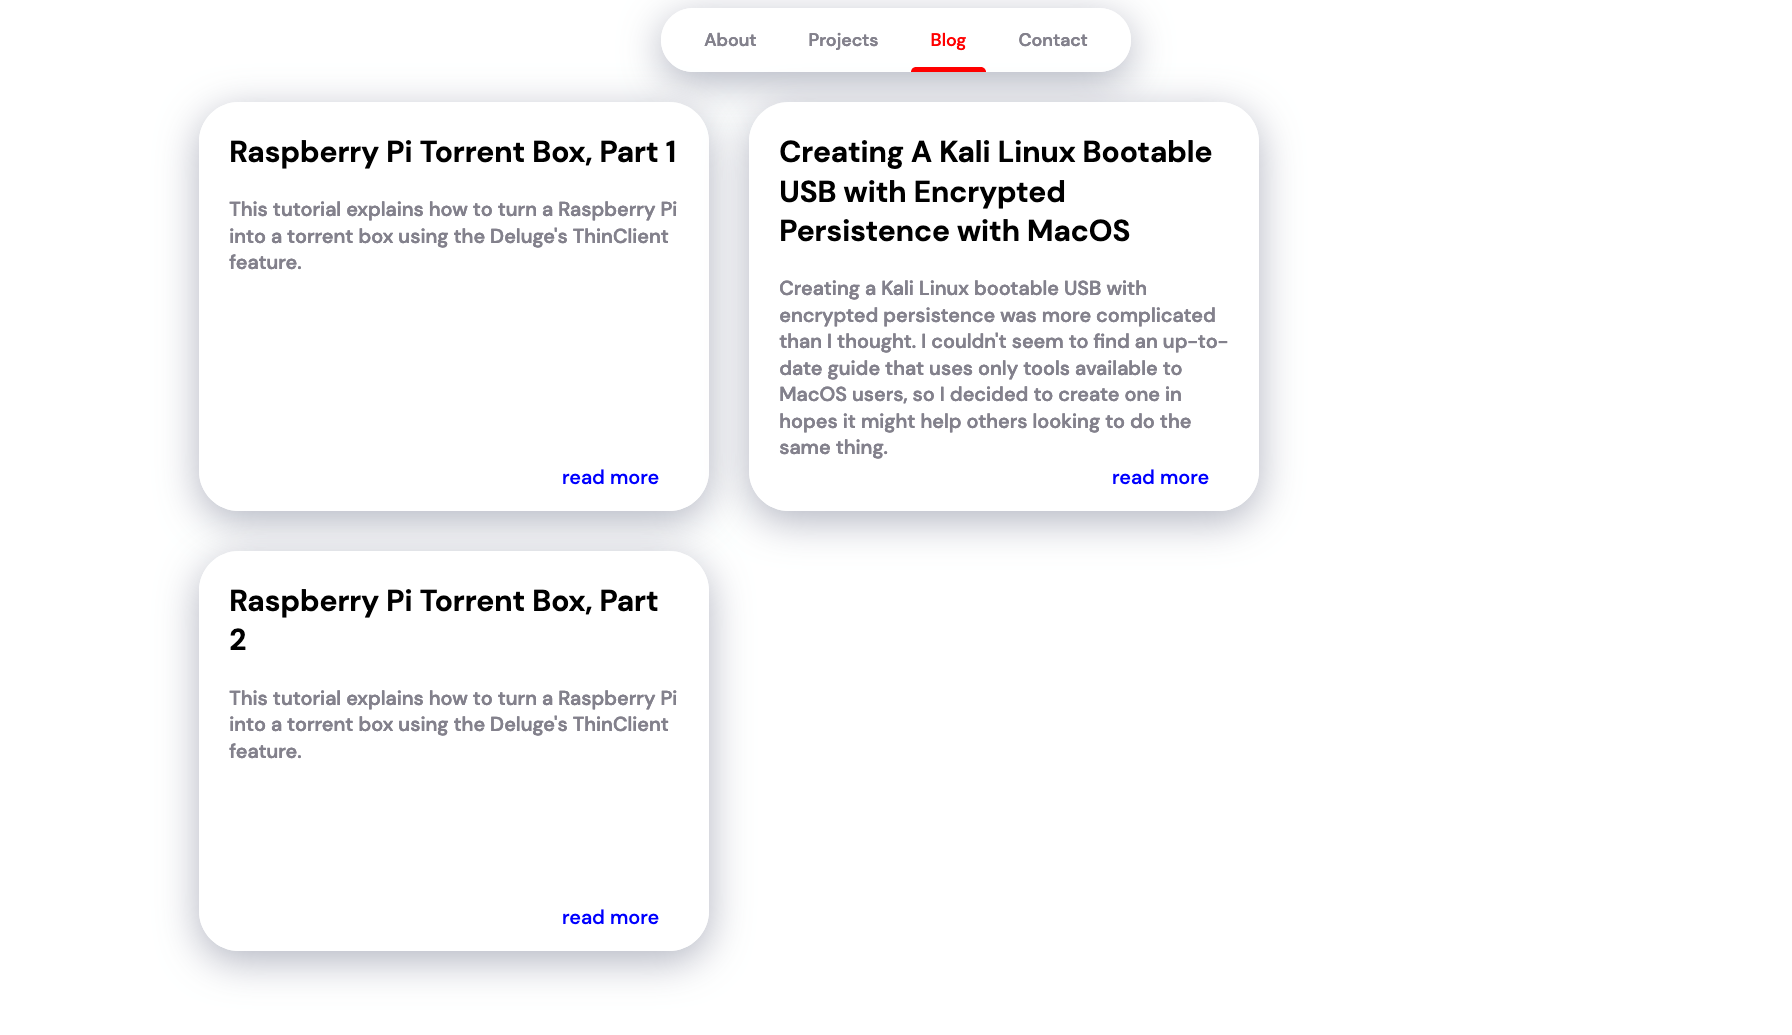 About Projects Blog Contact
Raspberry Pi Torrent Box, Part 1
This tutorial explains how to turn a Raspberry Pi
into a torrent box using the Deluge's ThinClient
feature.
read more
Creating A Kali Linux Bootable
USB with Encrypted
Persistence with MacOS
Creating a Kali Linux bootable USB with
encrypted persistence was more complicated
than I thought. I couldn't seem to find an up-to-
date guide that uses only tools available to
MacOS users, so I decided to create one in
hopes it might help others looking to do the
same thing.
read more
Raspberry Pi Torrent Box, Part
2
This tutorial explains how to turn a Raspberry Pi
into a torrent box using the Deluge's ThinClient
feature.
read more